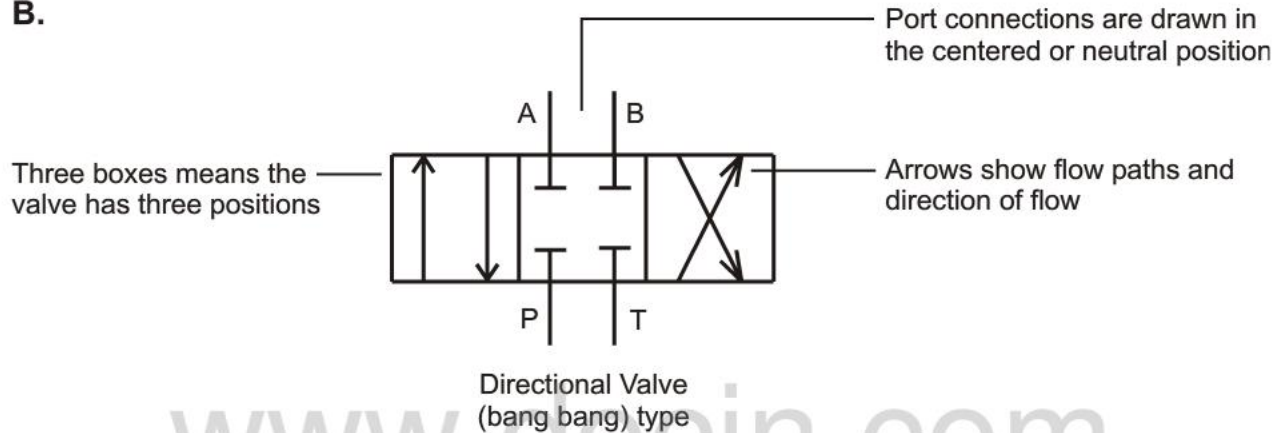 B.
Port connections are drawn in
the centered or neutral position
A
B
Three boxes means the
valve has three positions
Arrows show flow paths and
direction of flow
P
T
Directional Valve
(bang bang) type